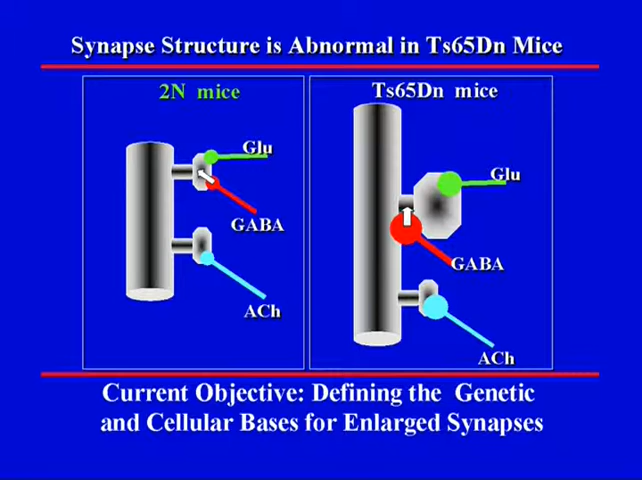 Synapse Structure is Abnormal in Ts65Dn Mice
2N mice
Glu
GABA
ACh
Ts65Dn mice
Glu
GABA
ACh
Current Objective: Defining the Genetic
and Cellular Bases for Enlarged Synapses